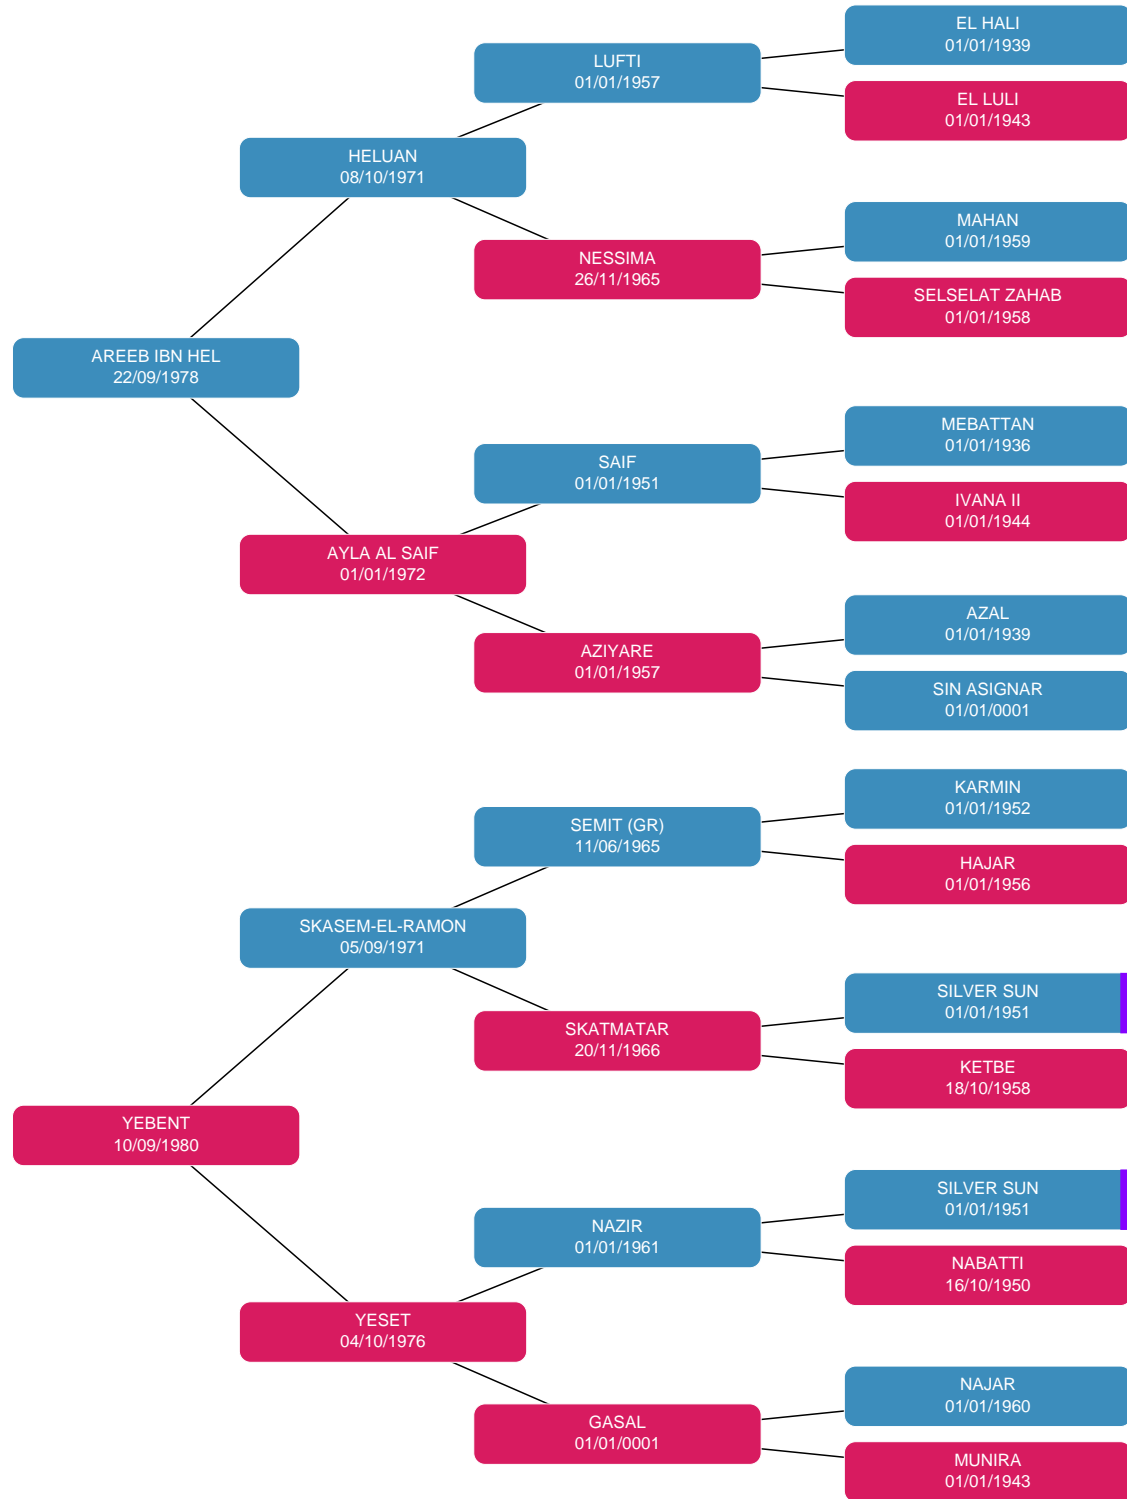 EL HALI
01/01/1939
LUFTI
01/01/1957
EL LULI
01/01/1943
HELUAN
08/10/1971
MAHAN
01/01/1959
NESSIMA
26/11/1965
SELSELAT ZAHAB
01/01/1958
AREEB IBN HEL
22/09/1978
MEBATTAN
01/01/1936
SAIF
01/01/1951
IVANA II
01/01/1944
AYLA AL SAIF
01/01/1972
AZAL
01/01/1939
AZIYARE
01/01/1957
SIN ASIGNAR
01/01/0001
KARMIN
01/01/1952
SEMIT (GR)
11/06/1965
HAJAR
01/01/1956
SKASEM-EL-RAMON
05/09/1971
SILVER SUN
01/01/1951
SKATMATAR
20/11/1966
KETBE
18/10/1958
YEBENT
10/09/1980
SILVER SUN
01/01/1951
NAZIR
01/01/1961
NABATTI
16/10/1950
YESET
04/10/1976
NAJAR
01/01/1960
GASAL
01/01/0001
MUNIRA
01/01/1943